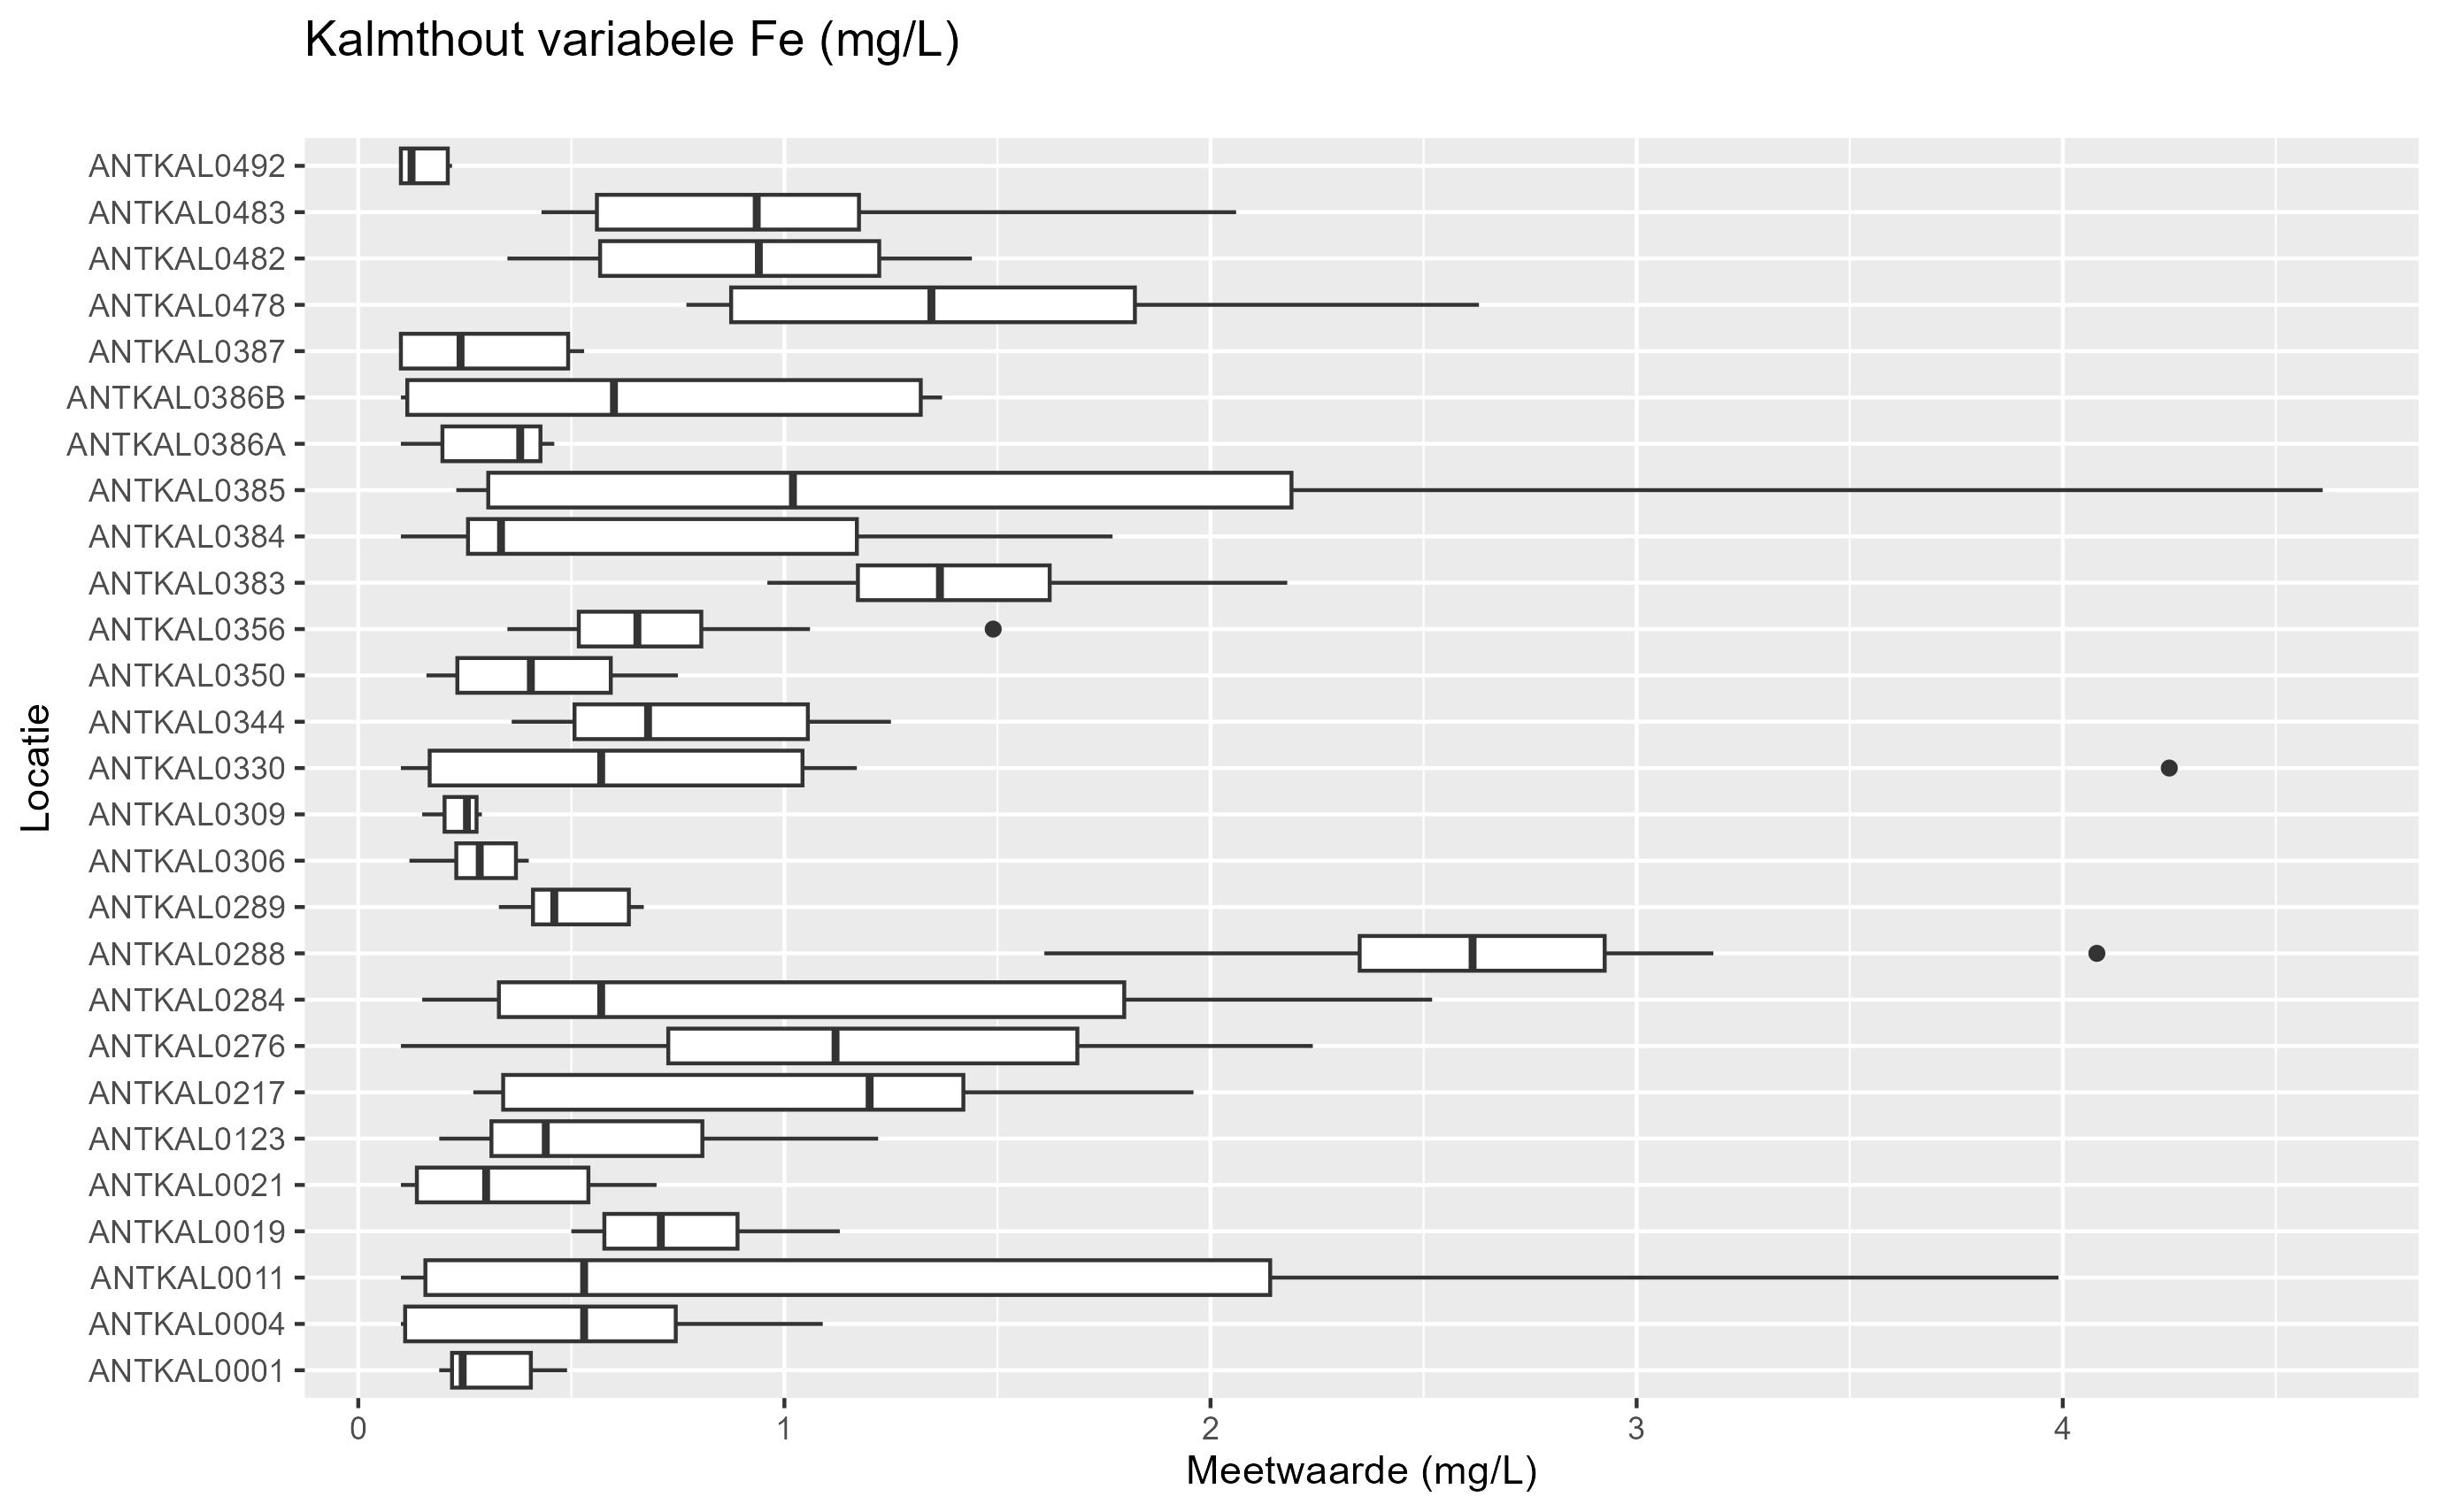 Kalmthout variabele Fe (mg/L)
ANTKAL0492
ANTKAL0483
ANTKAL0482
ANTKAL0478
ANTKAL0387
ANTKAL0386B
ANTKAL0386A
ANTKAL0385
ANTKAL0384
ANTKAL0383
ANTKAL0356
ANTKAL0350
ANTKAL0344
ANTKAL0330
ANTKAL0309
ANTKAL0306
ANTKAL0289
ANTKAL0288
ANTKAL0284
ANTKAL0276
ANTKAL0217
ANTKAL0123
ANTKAL0021
ANTKAL0019
ANTKAL0011
ANTKAL0004
ANTKAL0001
Locatie
0 1 2 3 4
Meetwaarde (mg/L)